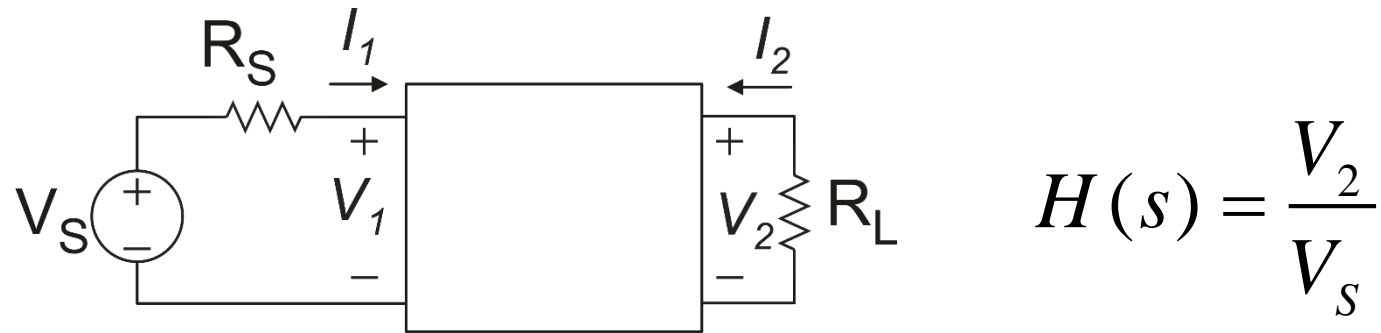 R_S
I_1
I_2
V_S
+
−
+
V_1
−
+
V_2
−
R_L
H(s) = V_2 / V_S